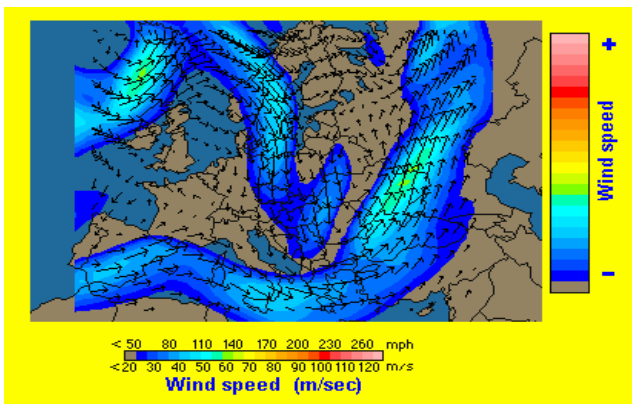 +
Wind speed
-
< 50 80 110 140 170 200 230 260 mph
<20 30 40 50 60 70 80 90 100 110 120 m/s
Wind speed (m/sec)